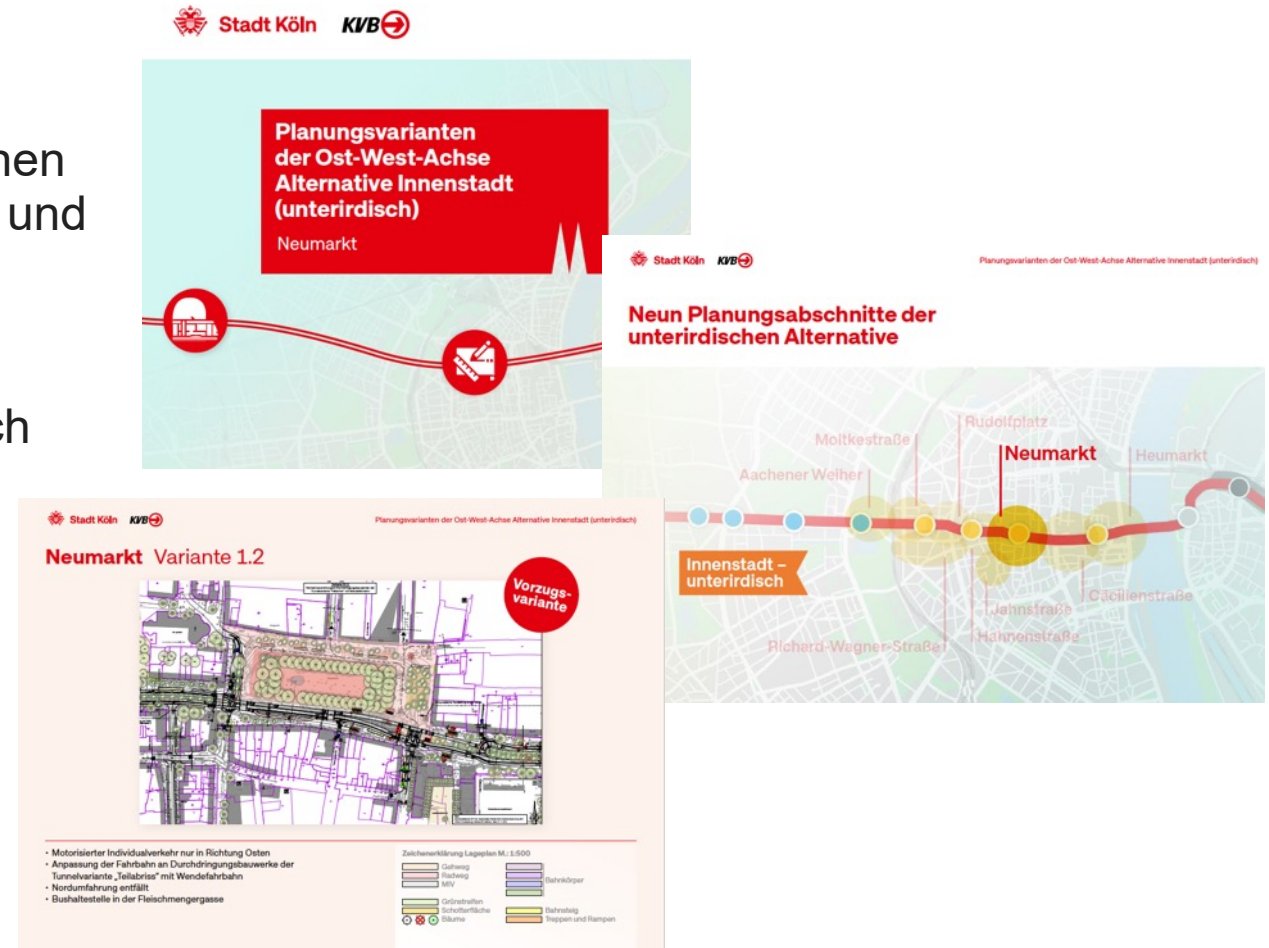 Stadt Köln KVB
Planungsvarianten
der Ost-West-Achse
Alternative Innenstadt
(unterirdisch)
Neumarkt
nen
und
ch
Stadt Köln KVB
Planungsvarianten der Ost-West-Achse Alternative Innenstadt (unterirdisch)
Neun Planungsabschnitte der
unterirdischen Alternative
Rudolfplatz
Moltkestraße
Neumarkt
Heumarkt
Aachener Weiher
Innenstadt –
unterirdisch
Cäcilienstraße
Jahnstraße
Hahnenstraße
Richard-Wagner-Straße
Stadt Köln KVB
Planungsvarianten der Ost-West-Achse Alternative Innenstadt (unterirdisch)
Neumarkt Variante 1.2
Vorzugs-
variante
• Motorisierter Individualverkehr nur in Richtung Osten
• Anpassung der Fahrbahn an Durchdringungsbauwerke der
Tunnelvariante „Teilabriss“ mit Wendefahrbahn
• Nordumfahrung entfällt
• Bushaltestelle in der Fleischmengergasse
Zeichenerklärung Lageplan M.: 1:500
Gehweg
Radweg
MIV
Bahnkörper
Grünstreifen
Schotterfläche
Bäume
Bahnsteig
Treppen und Rampen